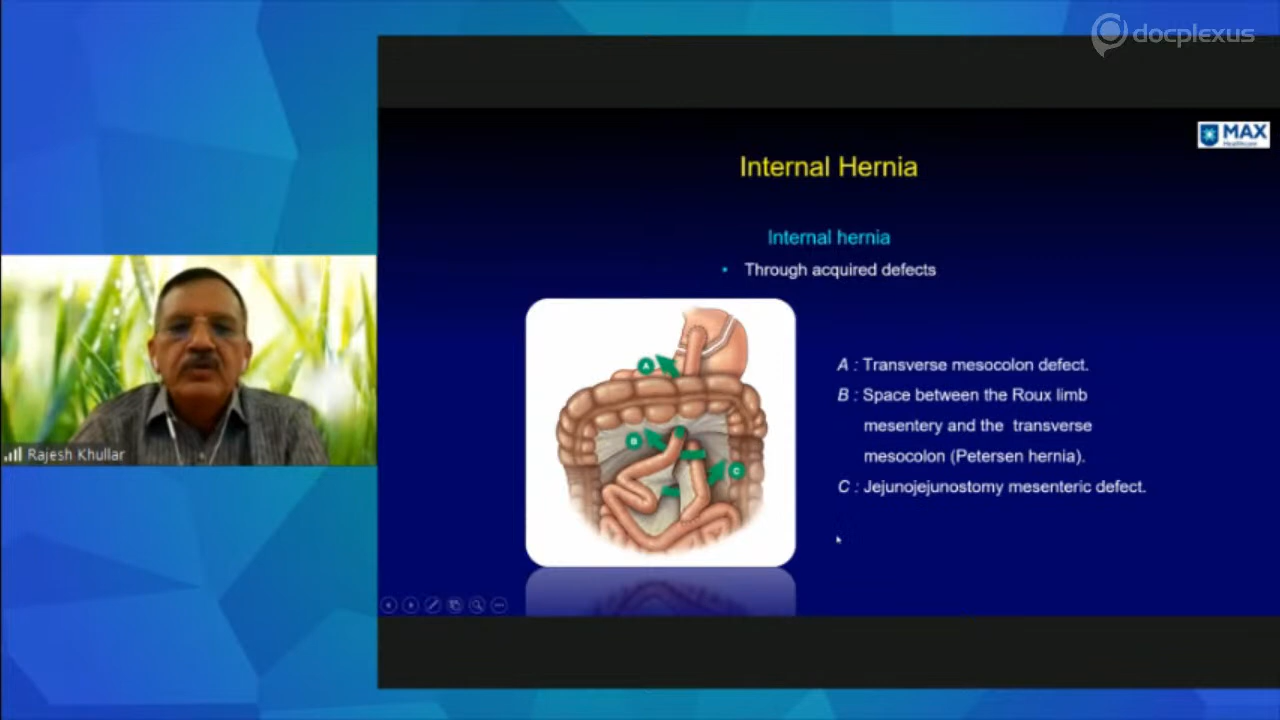 docplexus
MAX
Healthcare
Internal Hernia
Internal hernia
• Through acquired defects
A
B
C
A : Transverse mesocolon defect.
B : Space between the Roux limb
mesentery and the transverse
mesocolon (Petersen hernia).
C : Jejunojejunostomy mesenteric defect.
Rajesh Khullar